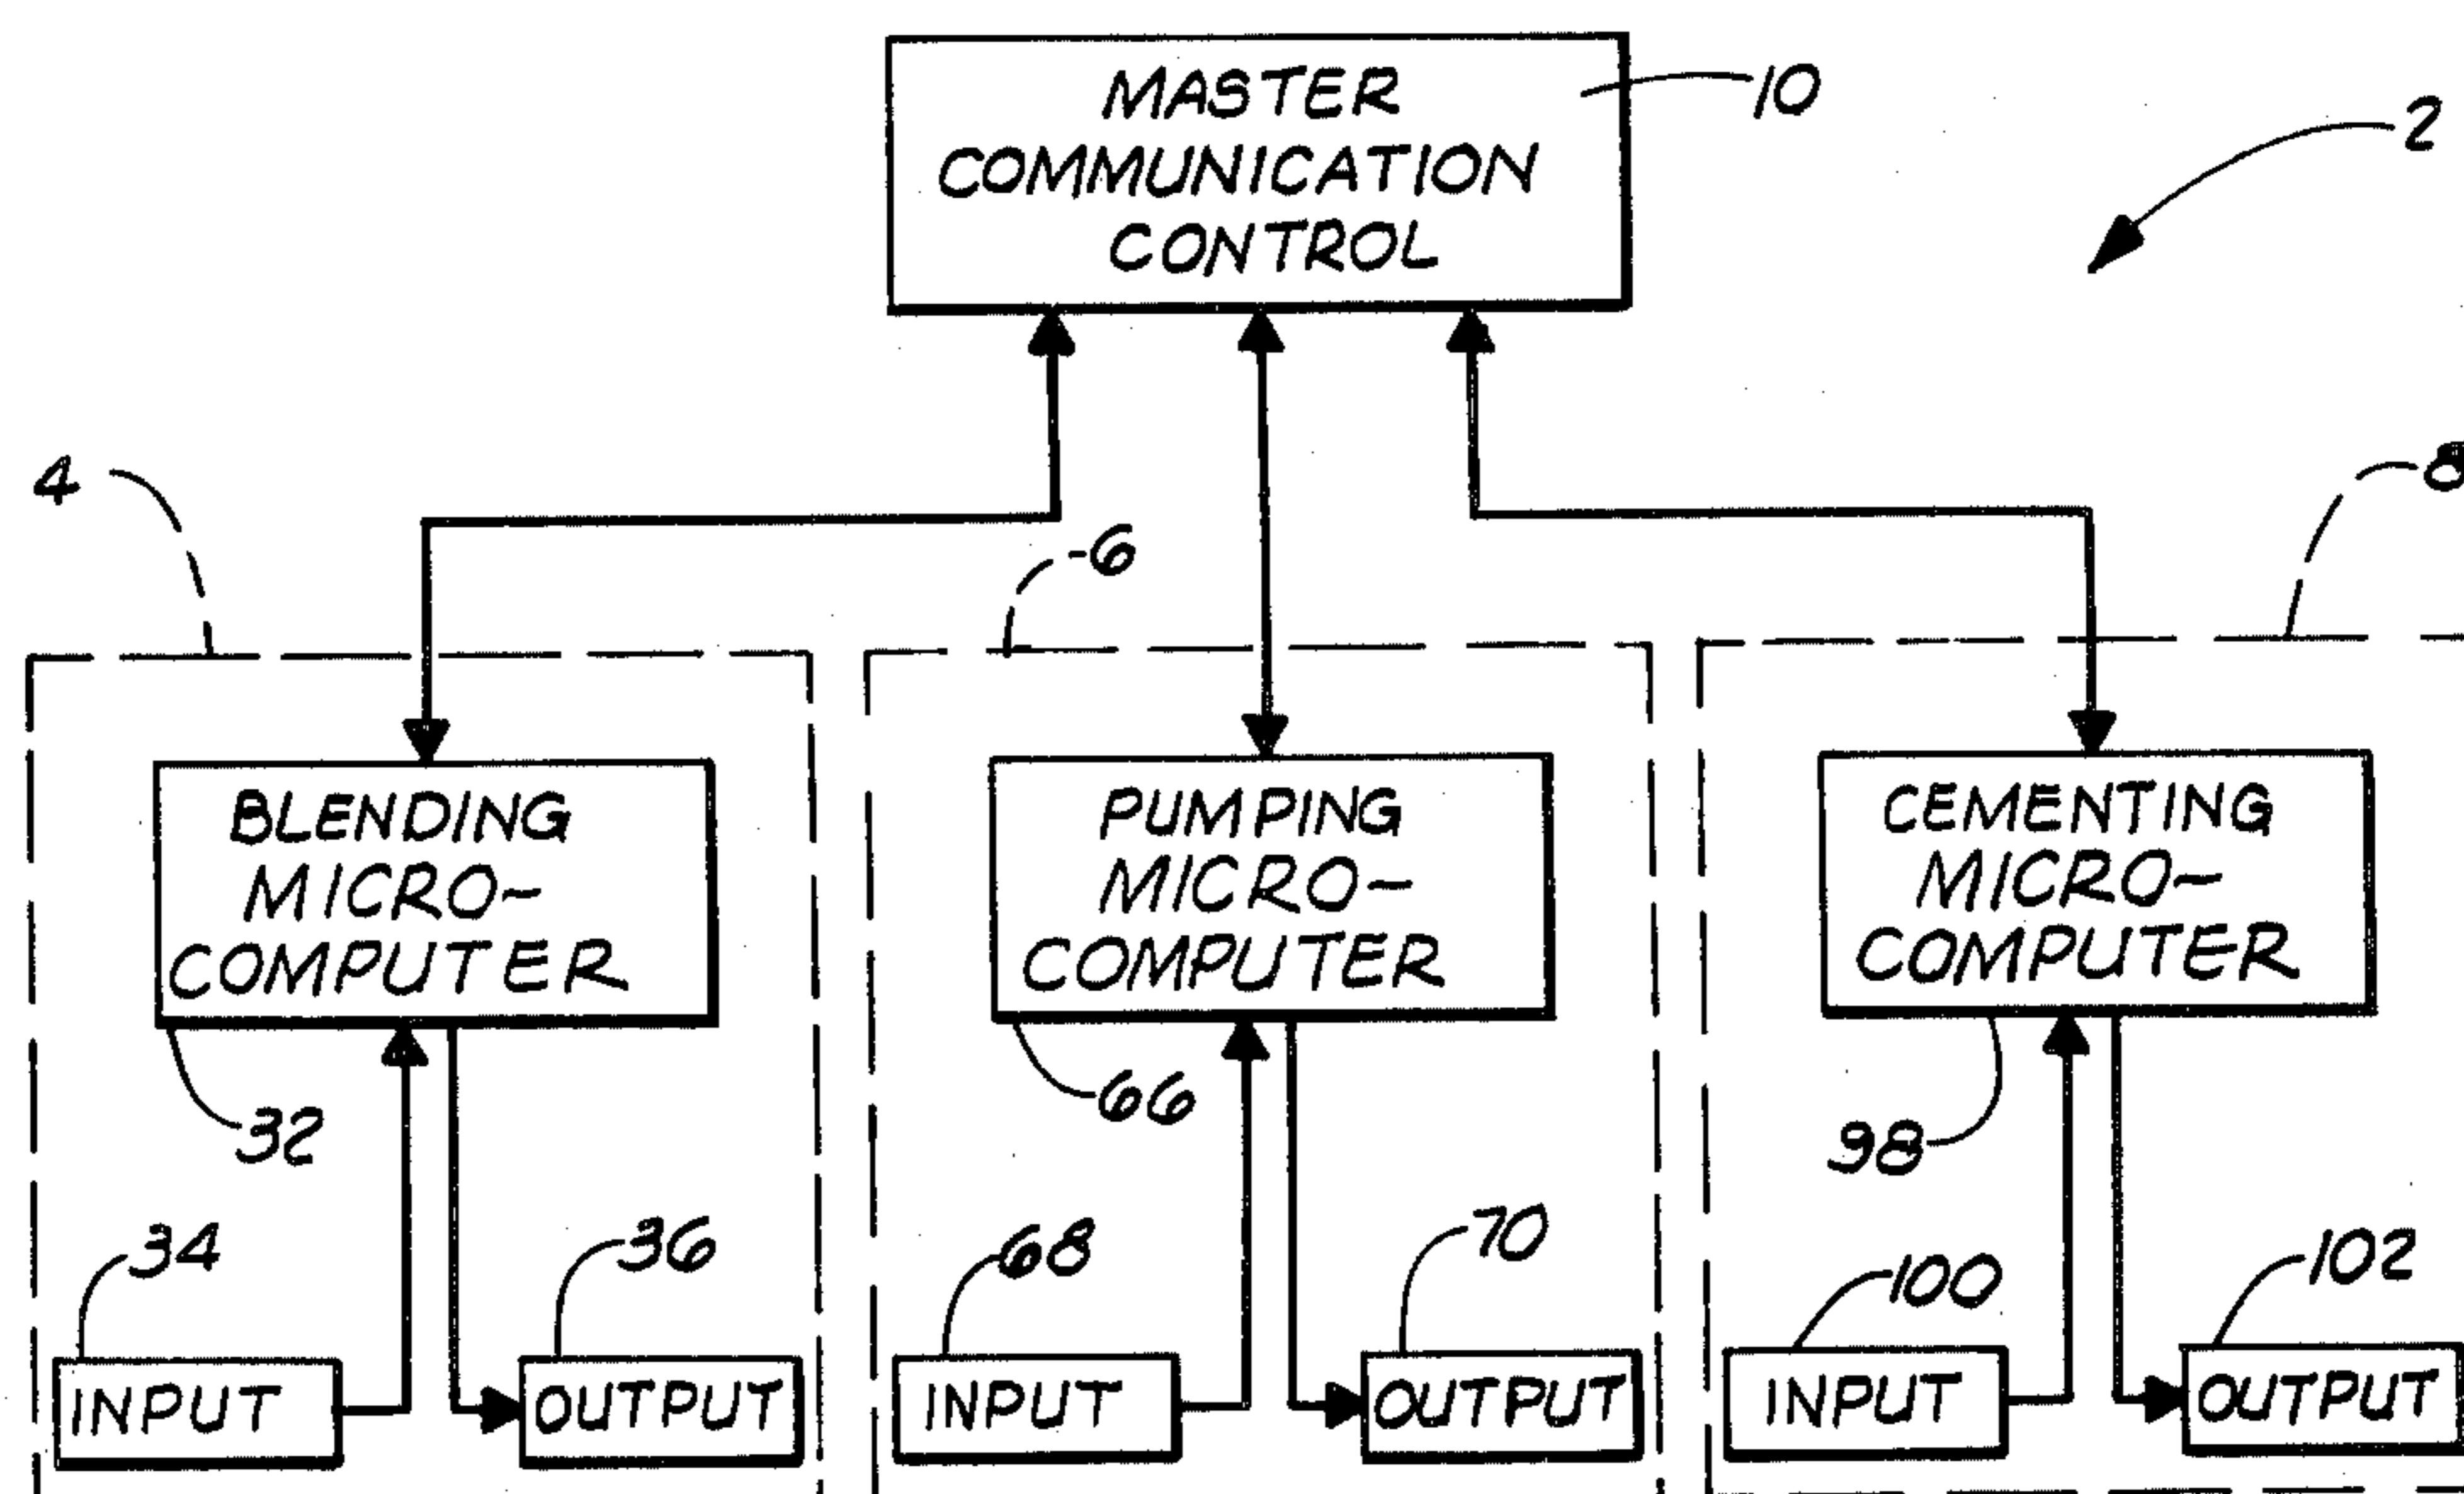 MASTER
COMMUNICATION
CONTROL
10
2
4
-6
8
BLENDING
MICRO-
COMPUTER
PUMPING
MICRO-
COMPUTER
CEMENTING
MICRO-
COMPUTER
32
66
98
34
36
68
70
100
102
INPUT
OUTPUT
INPUT
OUTPUT
INPUT
OUTPUT